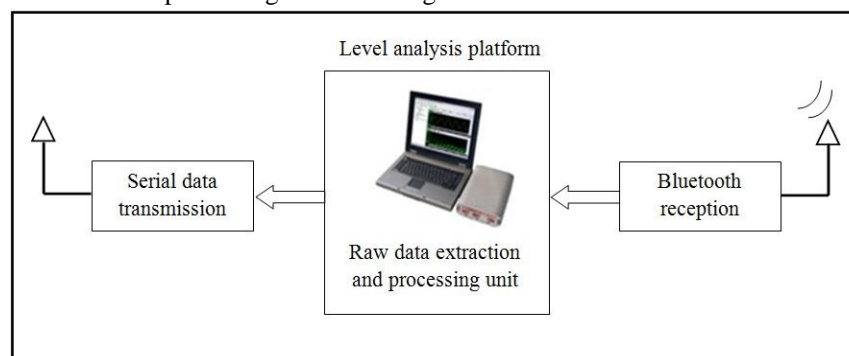 Level analysis platform
Serial data
transmission
Raw data extraction
and processing unit
Bluetooth
reception